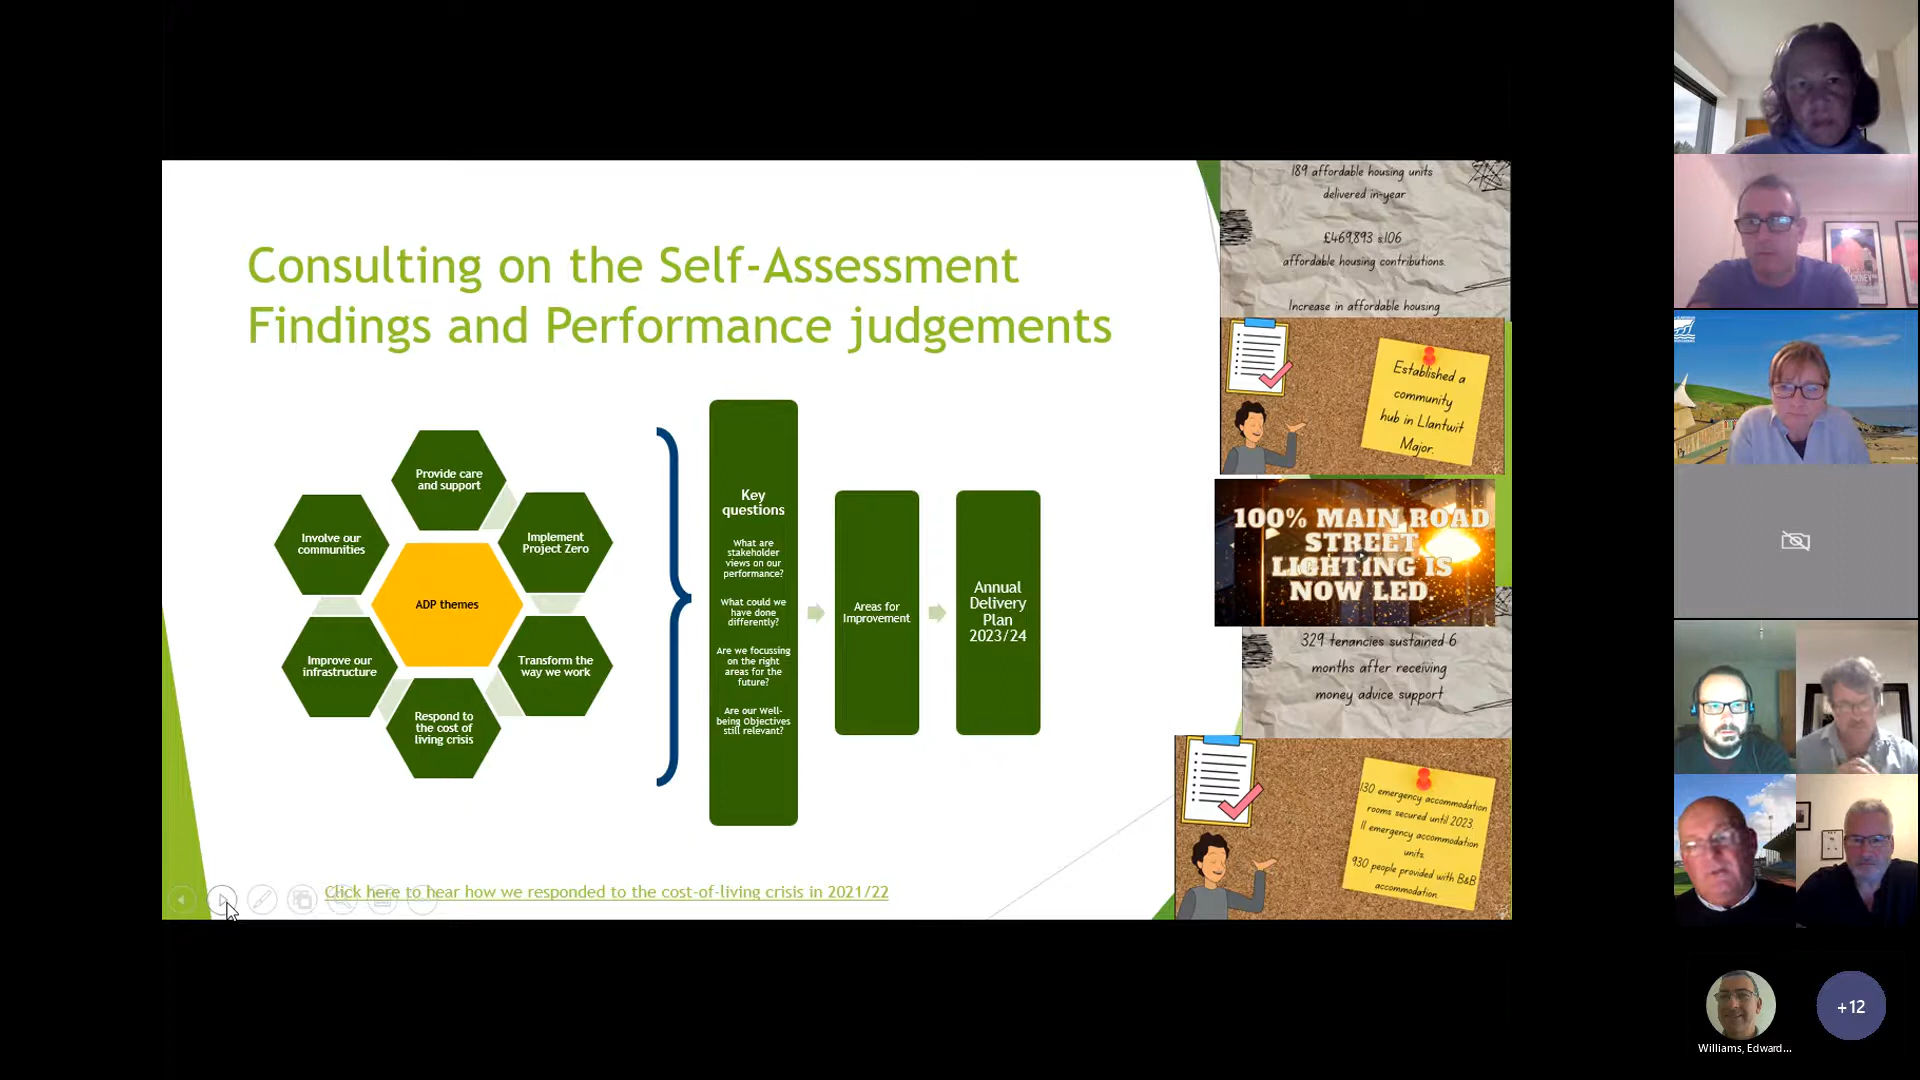 Consulting on the Self-Assessment
Findings and Performance judgements
Provide care
and support
Involve our
communities
Implement
Project Zero
ADP themes
Improve our
infrastructure
Transform the
way we work
Respond to
the cost of
living crisis
Key
questions
What are
stakeholder
views on our
performance?
What could we
have done
differently?
Are we focussing
on the right
areas for the
future?
Are our Well-
being Objectives
still relevant?
Areas for
Improvement
Annual
Delivery
Plan
2023/24
Click here to hear how we responded to the cost-of-living crisis in 2021/22
189 affordable housing units
delivered in-year
£469,893 s106
affordable housing contributions.
Increase in affordable housing
Established a
community
hub in Llantwit
Major.
100% MAIN ROAD
STREET
LIGHTING IS
NOW LED.
329 tenancies sustained 6
months after receiving
money advice support
130 emergency accommodation
rooms secured until 2023.
11 emergency accommodation
units.
930 people provided with B&B
accommodation.
Williams, Edward...
+12